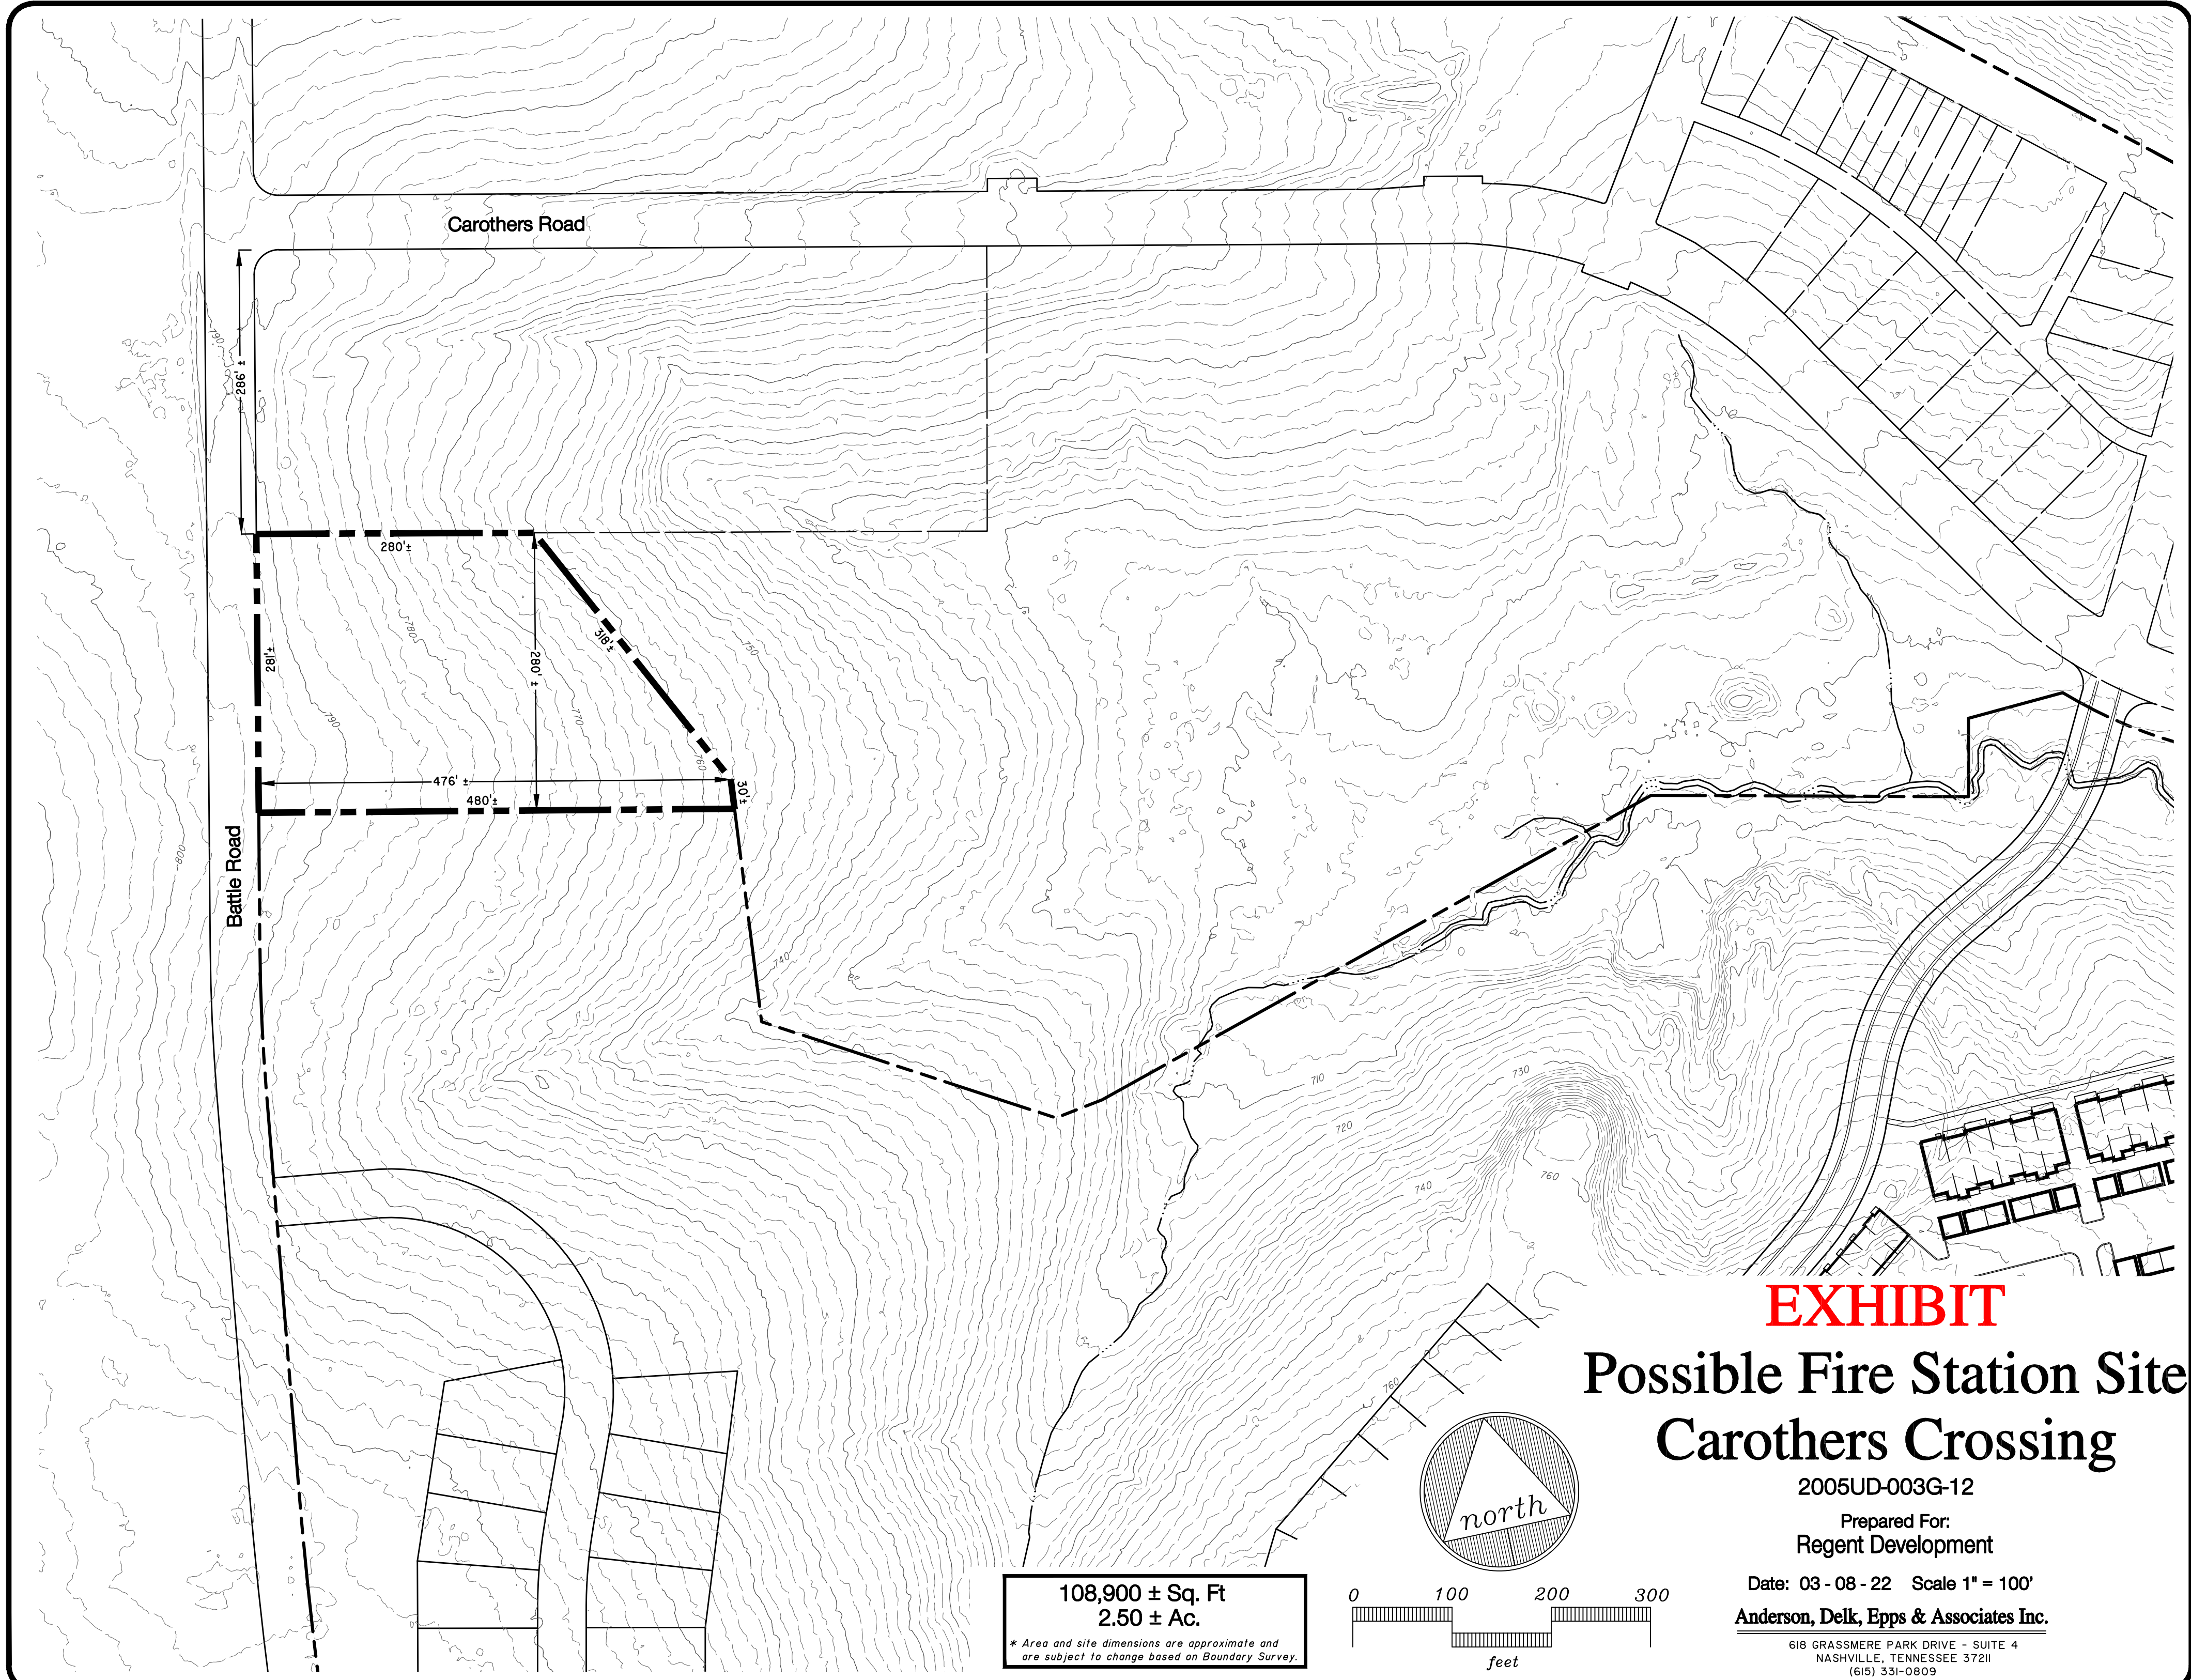 Carothers Road
790
286' ±
280'±
281'±
318'±
280' ±
780
750
790
770
760
476' ±
480'±
30'±
Battle Road
800
740
710
730
720
740
760
760
EXHIBIT
Possible Fire Station Site
Carothers Crossing
2005UD-003G-12
Prepared For:
Regent Development
Date: 03 - 08 - 22 Scale 1" = 100'
Anderson, Delk, Epps & Associates Inc.
618 GRASSMERE PARK DRIVE - SUITE 4
NASHVILLE, TENNESSEE 37211
(615) 331-0809
north
0 100 200 300
feet
108,900 ± Sq. Ft
2.50 ± Ac.
* Area and site dimensions are approximate and
are subject to change based on Boundary Survey.